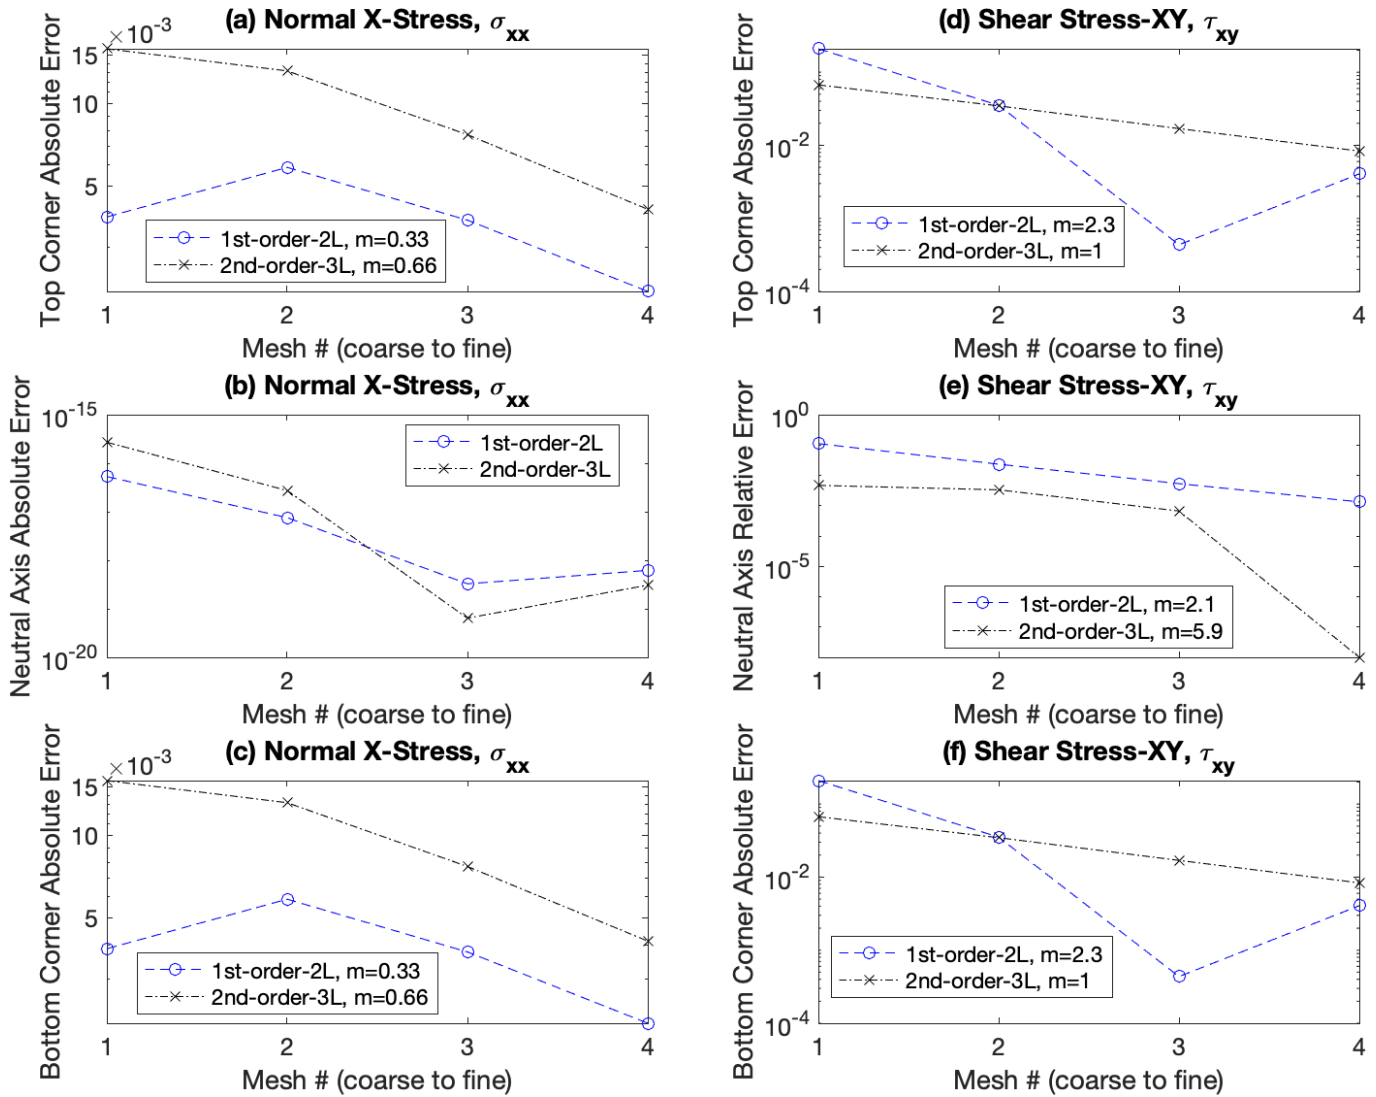 (a) Normal X-Stress, σxx
× 10-3
15
10
5
Top Corner Absolute Error
1st-order-2L, m=0.33
2nd-order-3L, m=0.66
1 2 3 4
Mesh # (coarse to fine)
(d) Shear Stress-XY, τxy
10-2
10-4
Top Corner Absolute Error
1st-order-2L, m=2.3
2nd-order-3L, m=1
1 2 3 4
Mesh # (coarse to fine)
(b) Normal X-Stress, σxx
10-15
10-20
Neutral Axis Absolute Error
1st-order-2L
2nd-order-3L
1 2 3 4
Mesh # (coarse to fine)
(e) Shear Stress-XY, τxy
100
10-5
Neutral Axis Relative Error
1st-order-2L, m=2.1
2nd-order-3L, m=5.9
1 2 3 4
Mesh # (coarse to fine)
(c) Normal X-Stress, σxx
× 10-3
15
10
5
Bottom Corner Absolute Error
1st-order-2L, m=0.33
2nd-order-3L, m=0.66
1 2 3 4
Mesh # (coarse to fine)
(f) Shear Stress-XY, τxy
10-2
10-4
Bottom Corner Absolute Error
1st-order-2L, m=2.3
2nd-order-3L, m=1
1 2 3 4
Mesh # (coarse to fine)